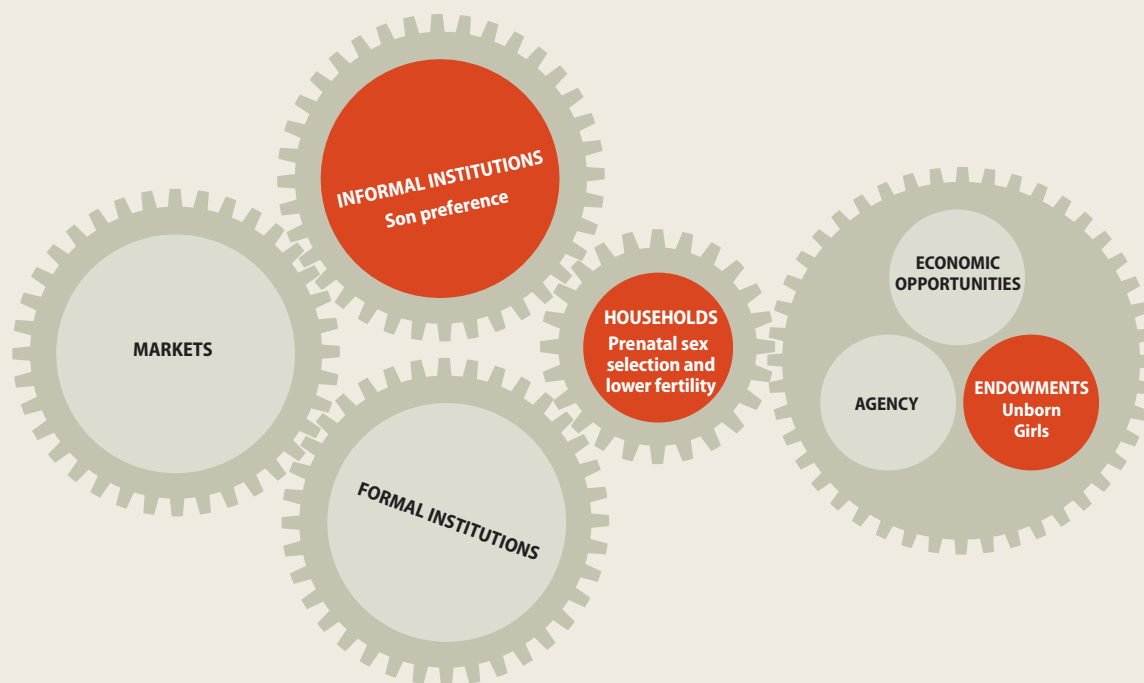 INFORMAL INSTITUTIONS
Son preference
MARKETS
FORMAL INSTITUTIONS
HOUSEHOLDS
Prenatal sex
selection and
lower fertility
ECONOMIC
OPPORTUNITIES
AGENCY
ENDOWMENTS
Unborn
Girls